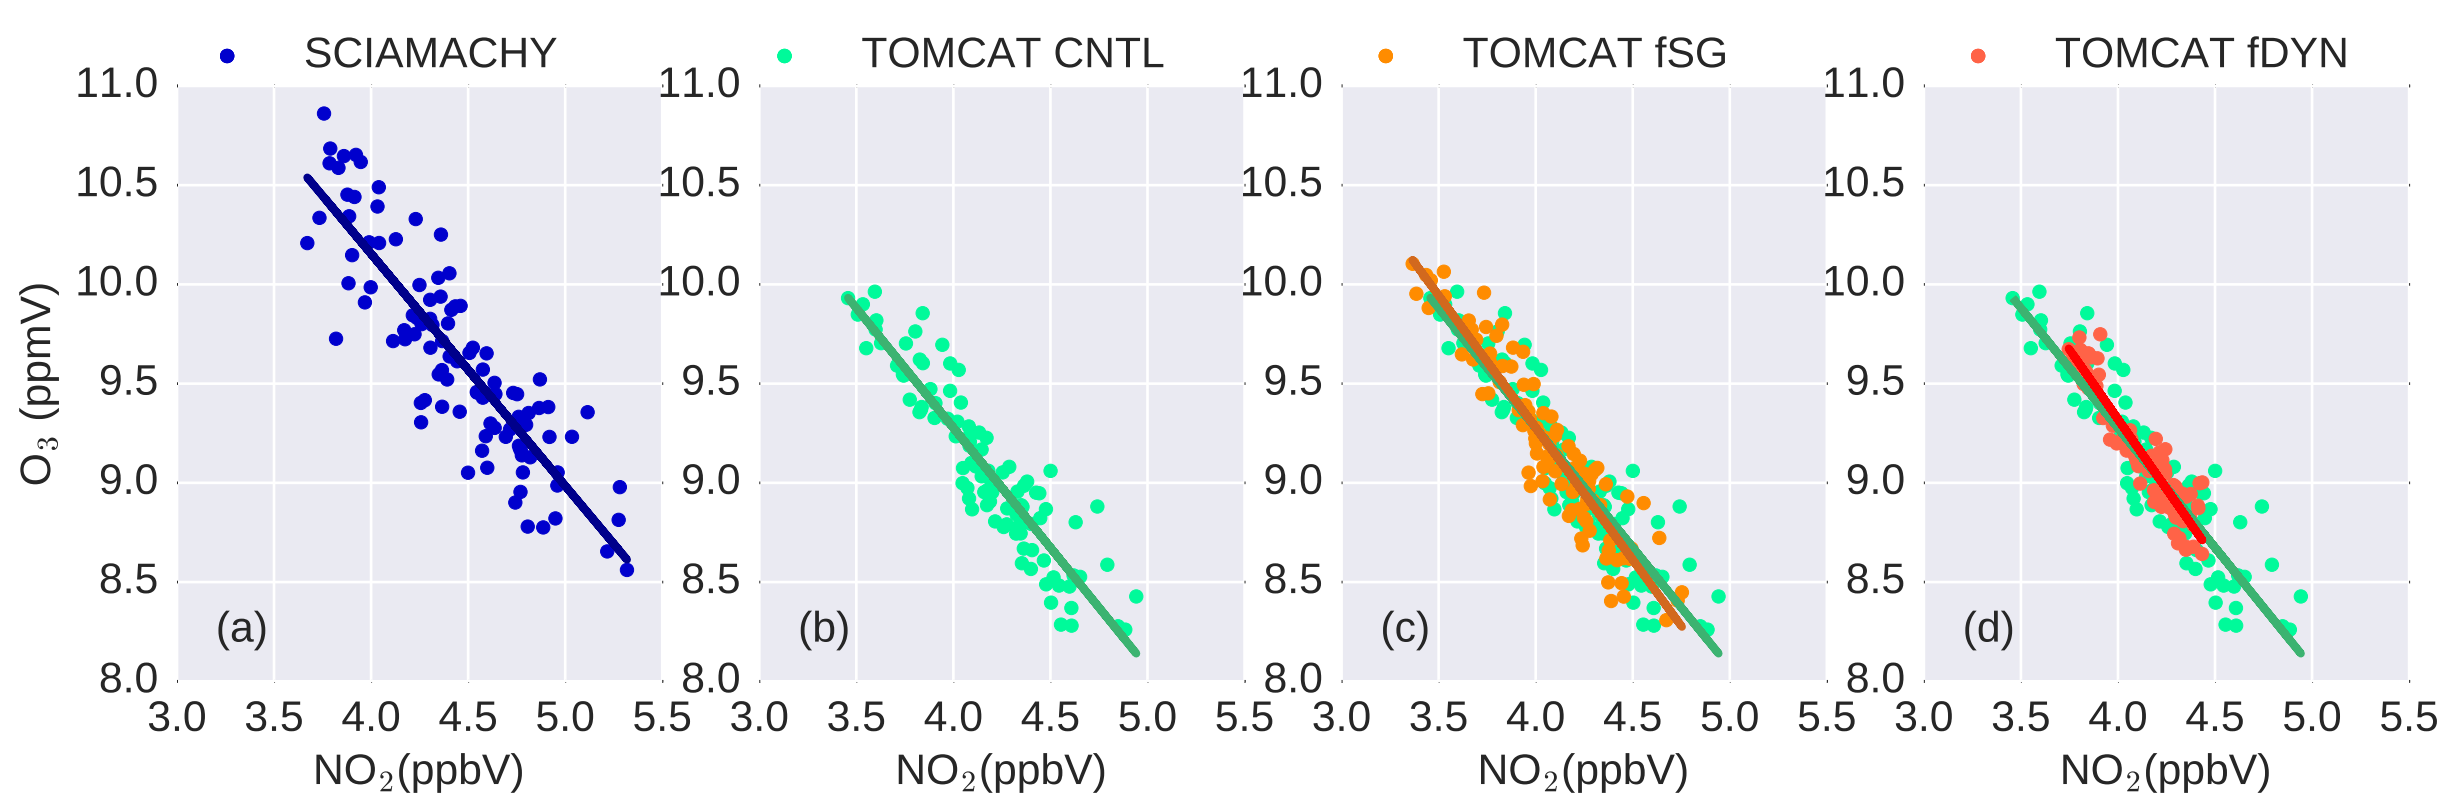 SCIAMACHY TOMCAT CNTL TOMCAT fSG TOMCAT fDYN
11.0 11.0 11.0 11.0
10.5 10.5 10.5 10.5
10.0 10.0 10.0 10.0
9.5 9.5 9.5 9.5
9.0 9.0 9.0 9.0
8.5 8.5 8.5 8.5
8.0 8.0 8.0 8.0
O₃ (ppmV)
(a) (b) (c) (d)
3.0 3.5 4.0 4.5 5.0 5.5 3.0 3.5 4.0 4.5 5.0 5.5 3.0 3.5 4.0 4.5 5.0 5.5 3.0 3.5 4.0 4.5 5.0 5.5
NO₂(ppbV) NO₂(ppbV) NO₂(ppbV) NO₂(ppbV)